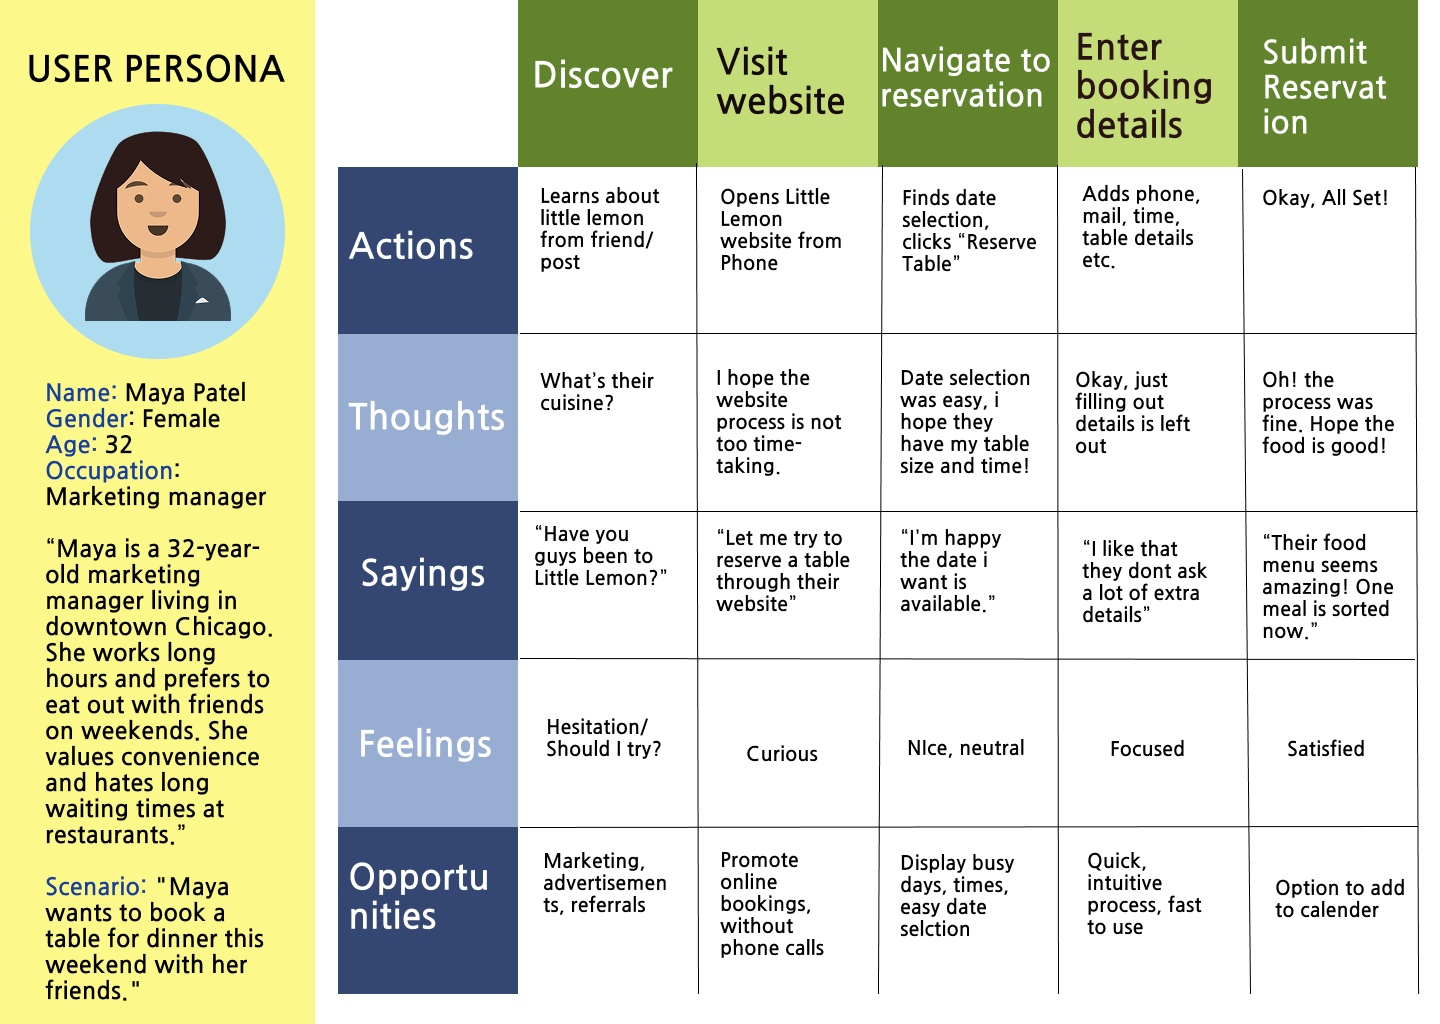 USER PERSONA
Name: Maya Patel
Gender: Female
Age: 32
Occupation:
Marketing manager
“Maya is a 32-year-
old marketing
manager living in
downtown Chicago.
She works long
hours and prefers to
eat out with friends
on weekends. She
values convenience
and hates long
waiting times at
restaurants.”
Scenario: "Maya
wants to book a
table for dinner this
weekend with her
friends."
Discover
Visit
website
Navigate to
reservation
Enter
booking
details
Submit
Reservat
ion
Actions
Learns about
little lemon
from friend/
post
Opens Little
Lemon
website from
Phone
Finds date
selection,
clicks “Reserve
Table”
Adds phone,
mail, time,
table details
etc.
Okay, All Set!
Thoughts
What’s their
cuisine?
I hope the
website
process is not
too time-
taking.
Date selection
was easy, i
hope they
have my table
size and time!
Okay, just
filling out
details is left
out
Oh! the
process was
fine. Hope the
food is good!
Sayings
“Have you
guys been to
Little Lemon?”
“Let me try to
reserve a table
through their
website”
“I’m happy
the date i
want is
available.”
“I like that
they dont ask
a lot of extra
details”
“Their food
menu seems
amazing! One
meal is sorted
now.”
Feelings
Hesitation/
Should I try?
Curious
NIce, neutral
Focused
Satisfied
Opportu
nities
Marketing,
advertisemen
ts, referrals
Promote
online
bookings,
without
phone calls
Display busy
days, times,
easy date
selction
Quick,
intuitive
process, fast
to use
Option to add
to calender